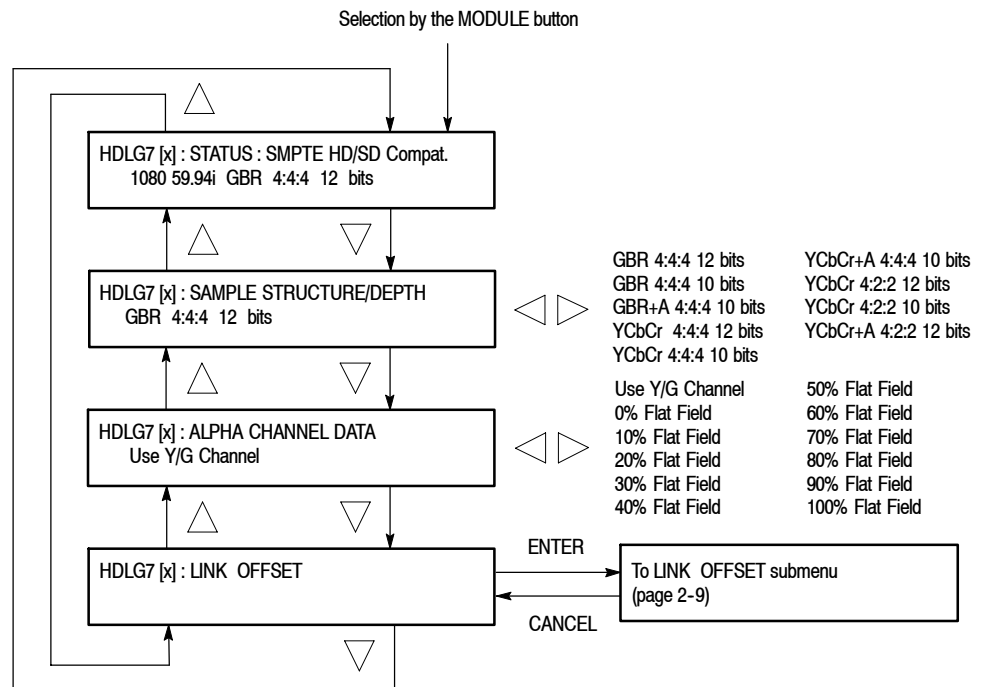 Selection by the MODULE button
HDLG7 [x] : STATUS : SMPTE HD/SD Compat.
1080 59.94i GBR 4:4:4 12 bits
HDLG7 [x] : SAMPLE STRUCTURE/DEPTH
GBR 4:4:4 12 bits
GBR 4:4:4 12 bits
GBR 4:4:4 10 bits
GBR+A 4:4:4 10 bits
YCbCr 4:4:4 12 bits
YCbCr 4:4:4 10 bits
YCbCr+A 4:4:4 10 bits
YCbCr 4:2:2 12 bits
YCbCr 4:2:2 10 bits
YCbCr+A 4:2:2 12 bits
HDLG7 [x] : ALPHA CHANNEL DATA
Use Y/G Channel
Use Y/G Channel
0% Flat Field
10% Flat Field
20% Flat Field
30% Flat Field
40% Flat Field
50% Flat Field
60% Flat Field
70% Flat Field
80% Flat Field
90% Flat Field
100% Flat Field
HDLG7 [x] : LINK OFFSET
ENTER
CANCEL
To LINK OFFSET submenu
(page 2-9)